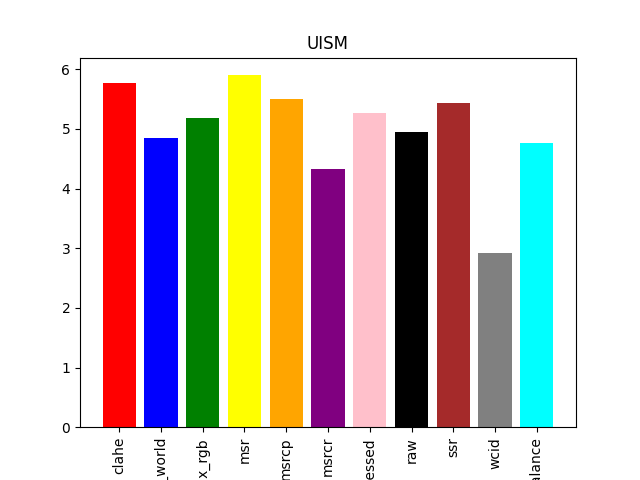 UISM
6
5
4
3
2
1
0
clahe
_world
x_rgb
msr
msrcp
msrcr
essed
raw
ssr
wcid
alance